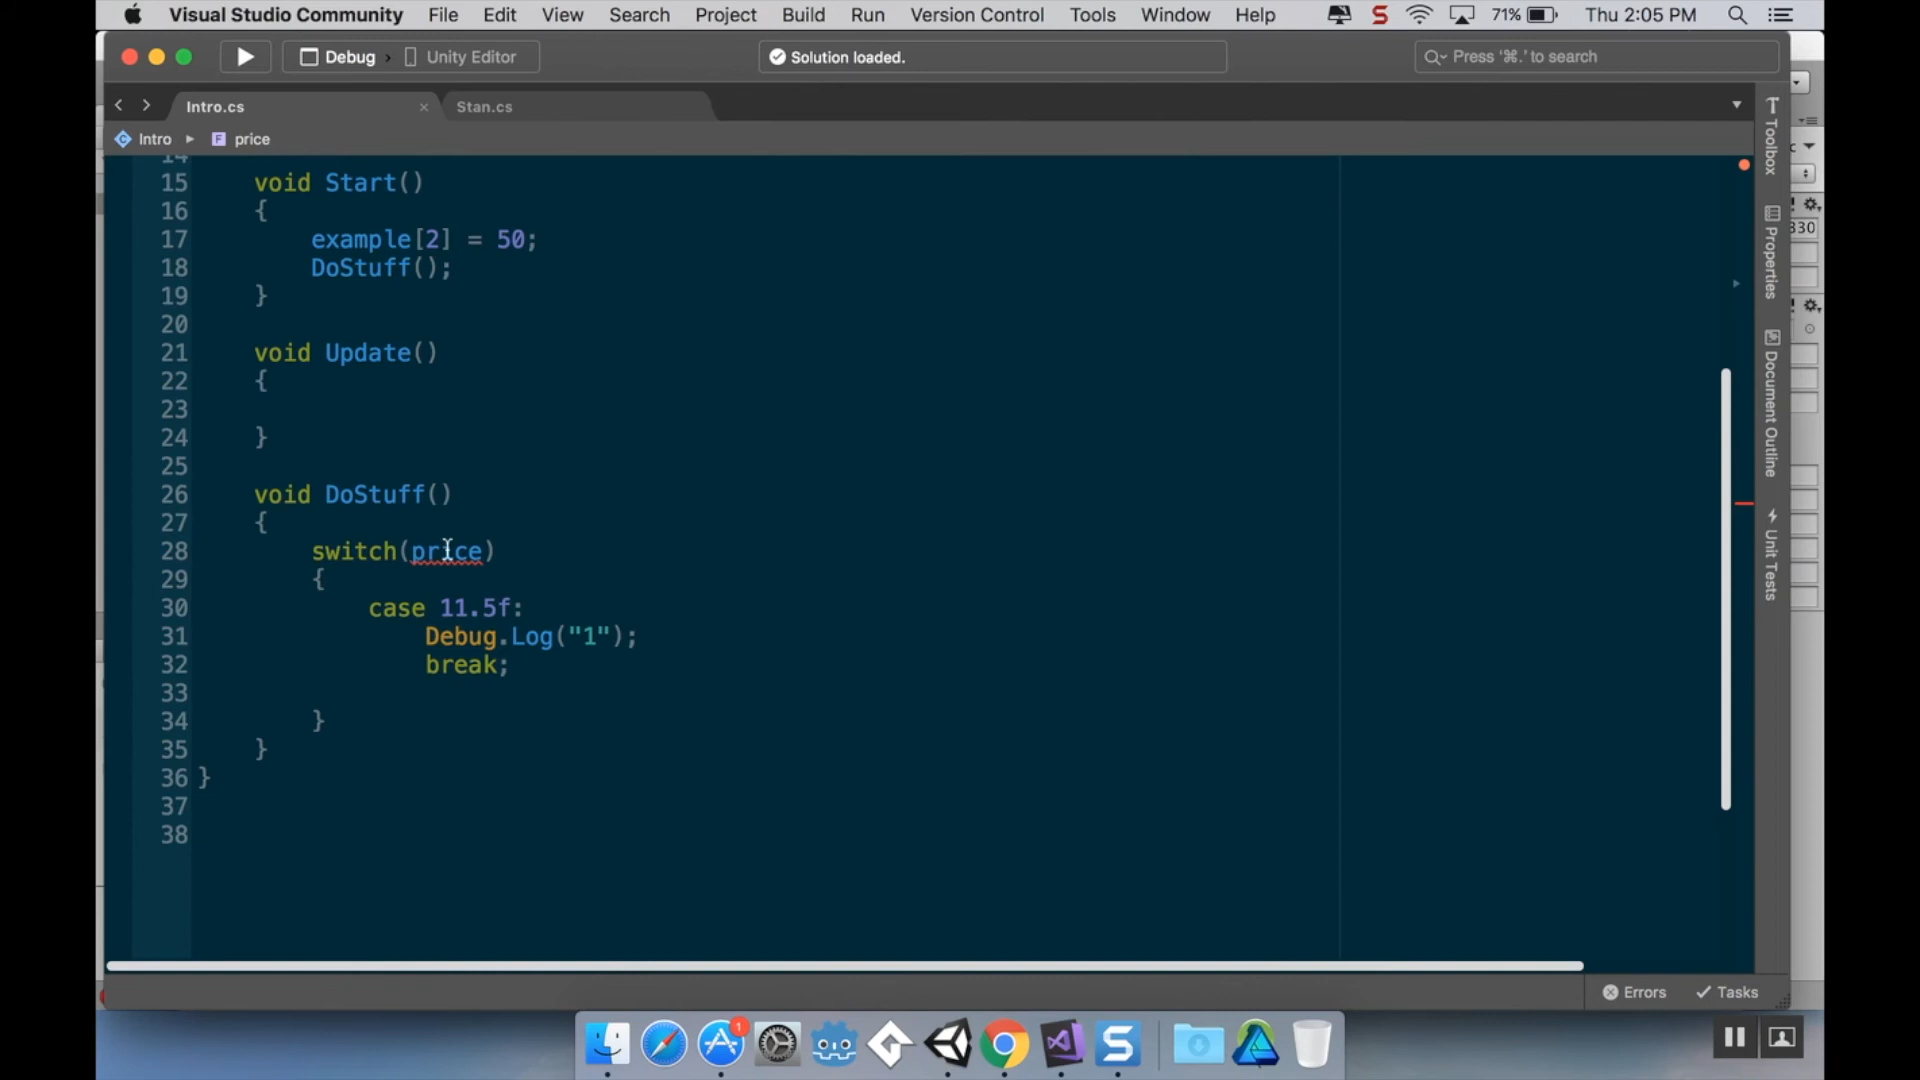 Visual Studio Community File Edit View Search Project Build Run Version Control Tools Window Help S 71% Thu 2:05 PM
Debug › Unity Editor
Solution loaded.
Press '⌘.' to search
Intro.cs × Stan.cs
Intro ▸ F price
14
15 void Start()
16 {
17 example[2] = 50;
18 DoStuff();
19 }
20
21 void Update()
22 {
23
24 }
25
26 void DoStuff()
27 {
28 switch(price)
29 {
30 case 11.5f:
31 Debug.Log("1");
32 break;
33
34 }
35 }
36 }
37
38
Toolbox
Properties
Document Outline
Unit Tests
330
Errors Tasks
1
S